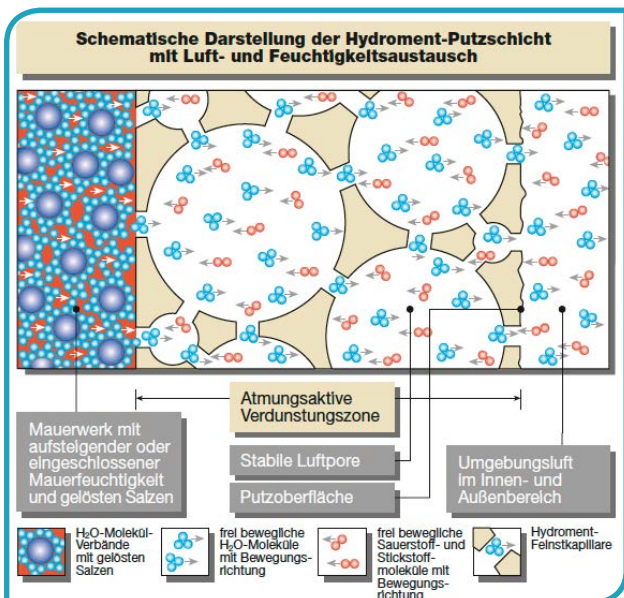 Schematische Darstellung der Hydroment-Putzschicht
mit Luft- und Feuchtigkeitsaustausch
Atmungsaktive
Verdunstungszone
Mauerwerk mit
aufsteigender oder
eingeschlossener
Mauerfeuchtigkeit
und gelösten Salzen
Stabile Luftpore
Putzoberfläche
Umgebungsluft
im Innen- und
Außenbereich
H₂O-Molekül-
Verbände
mit gelösten
Salzen
frei bewegliche
H₂O-Moleküle
mit Bewegungs-
richtung
frei bewegliche
Sauerstoff- und
Stickstoff-
moleküle mit
Bewegungs-
richtung
Hydroment-
Feinstkapillare